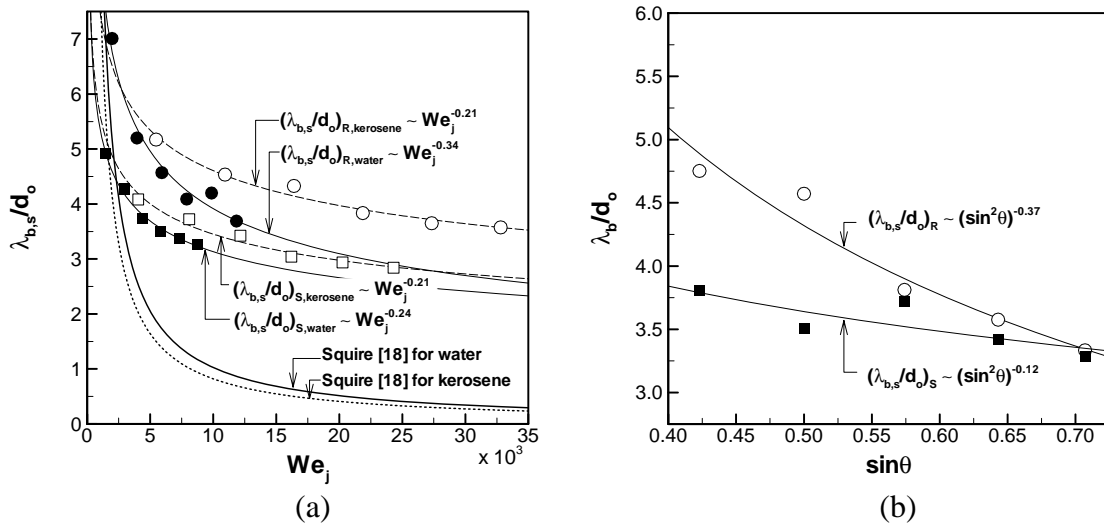 7
6
5
4
3
2
1
0
λb,s/do
0 5 10 15 20 25 30 35
× 10³
Wej
(λb,s/do)R,kerosene ~ Wej^-0.21
(λb,s/do)R,water ~ Wej^-0.34
(λb,s/do)S,kerosene ~ Wej^-0.21
(λb,s/do)S,water ~ Wej^-0.24
Squire [18] for water
Squire [18] for kerosene
(a)
6.0
5.5
5.0
4.5
4.0
3.5
3.0
λb/do
0.40 0.45 0.50 0.55 0.60 0.65 0.70
sinθ
(λb,s/do)R ~ (sin²θ)^-0.37
(λb,s/do)S ~ (sin²θ)^-0.12
(b)